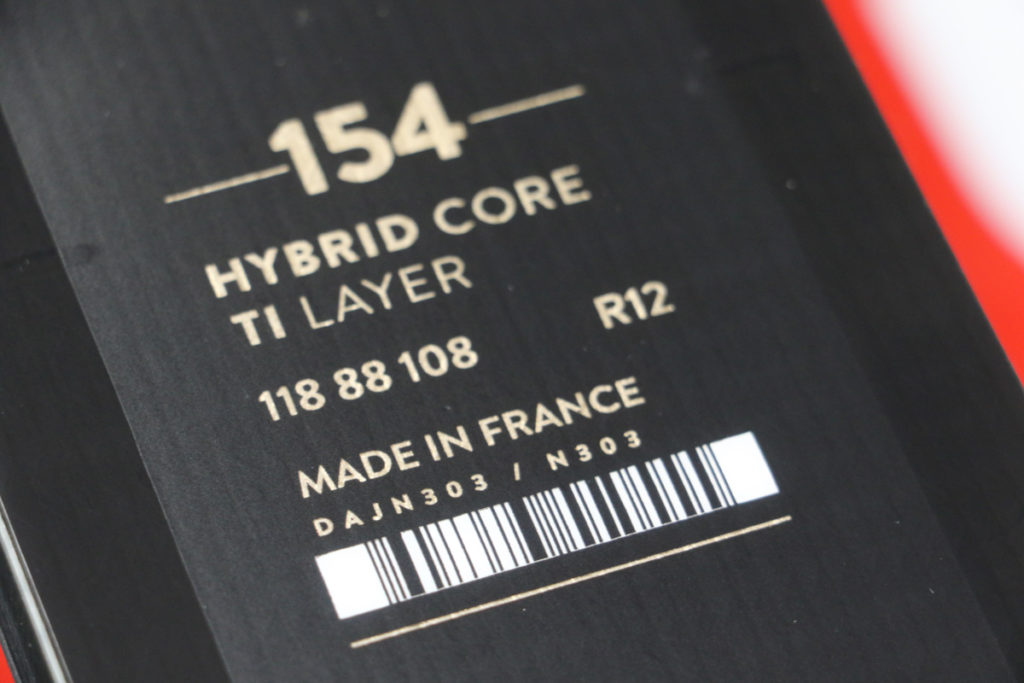 154
HYBRID CORE
TI LAYER
118 88 108 R12
MADE IN FRANCE
DAJN303 / N303